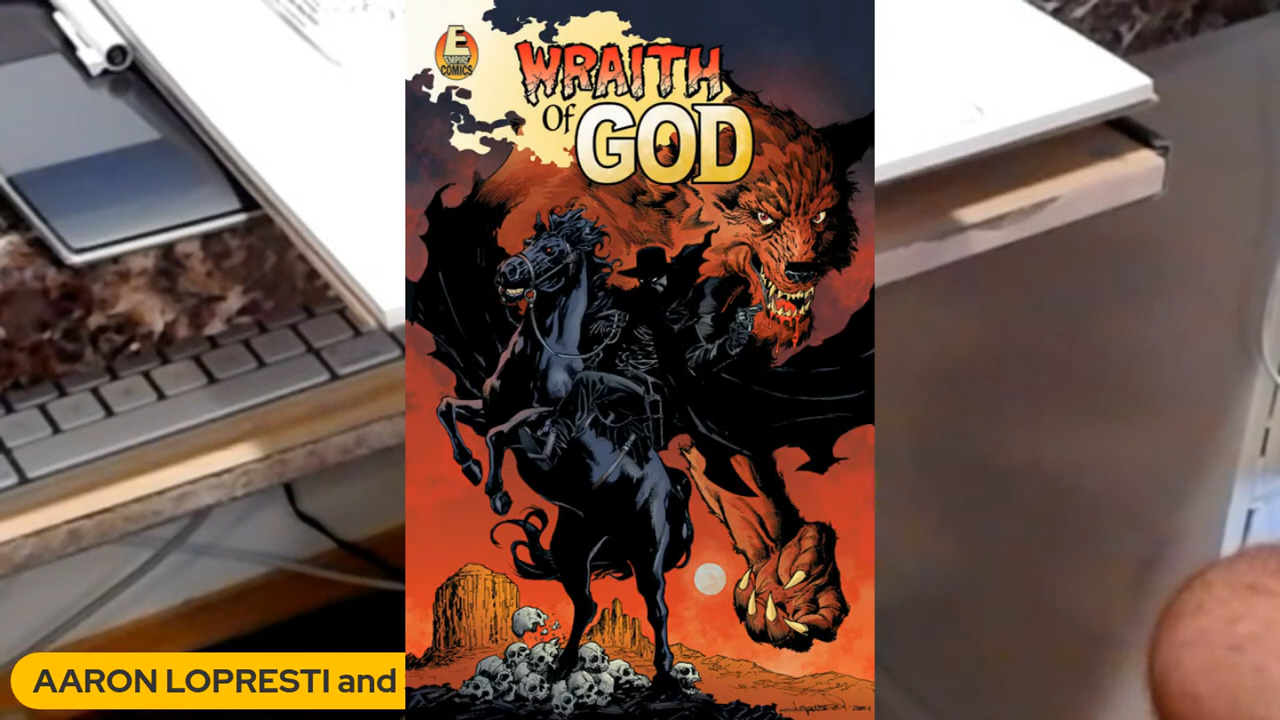 E
EMPIRE
COMICS
WRAITH
Of
GOD
AARON LOPRESTI and